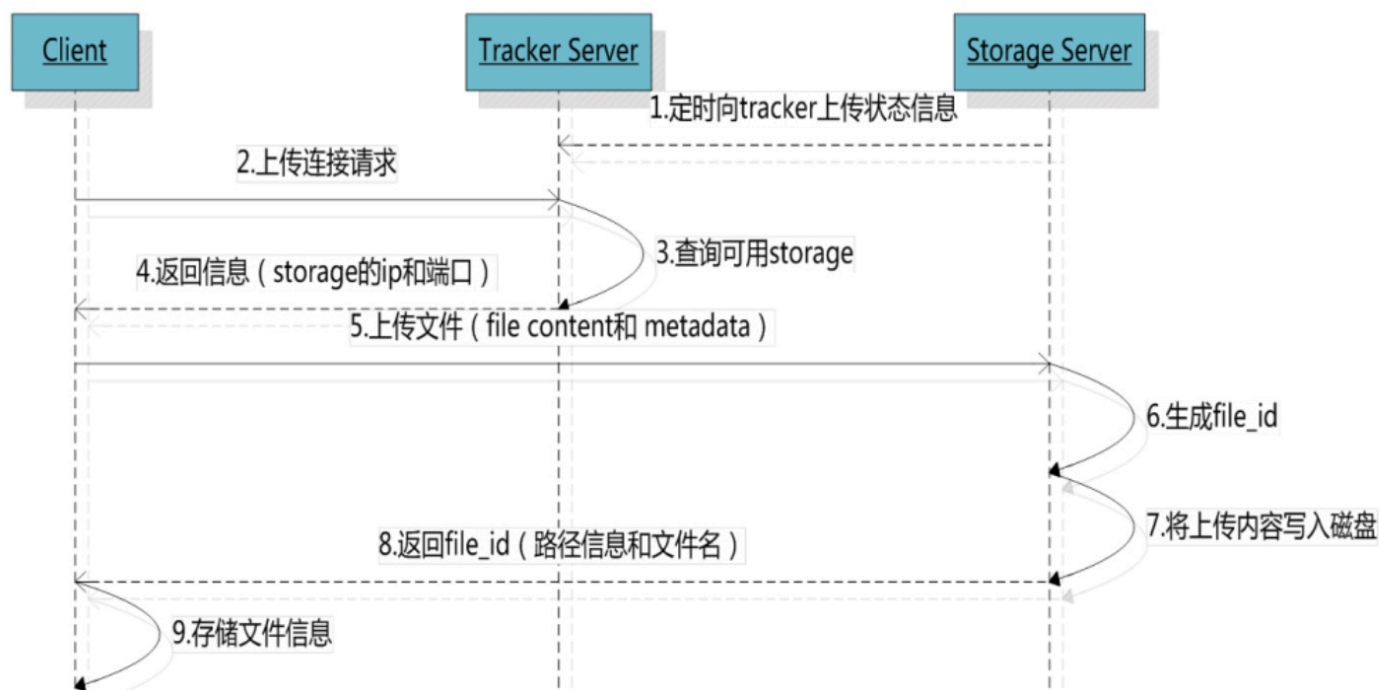 Client
Tracker Server
Storage Server
1.定时向tracker上传状态信息
2.上传连接请求
3.查询可用storage
4.返回信息（storage的ip和端口）
5.上传文件（file content和 metadata）
6.生成file_id
7.将上传内容写入磁盘
8.返回file_id（路径信息和文件名）
9.存储文件信息